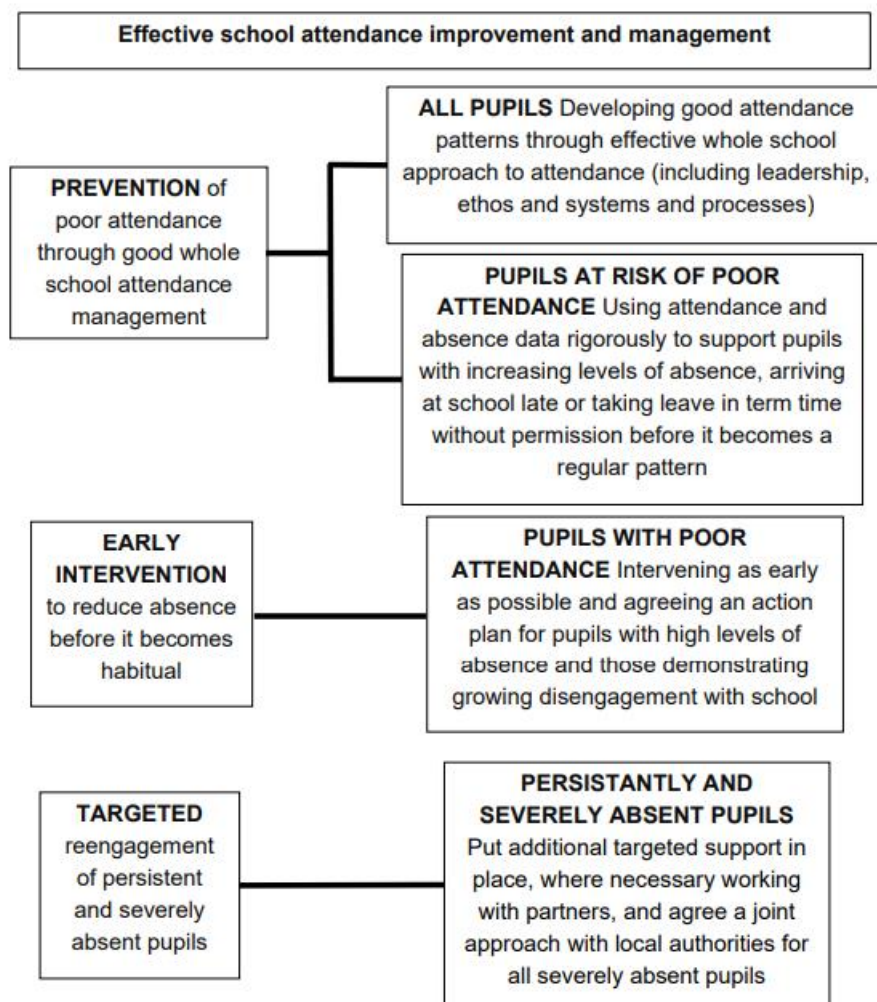 Effective school attendance improvement and management
PREVENTION of
poor attendance
through good whole
school attendance
management
ALL PUPILS Developing good attendance
patterns through effective whole school
approach to attendance (including leadership,
ethos and systems and processes)
PUPILS AT RISK OF POOR
ATTENDANCE Using attendance and
absence data rigorously to support pupils
with increasing levels of absence, arriving
at school late or taking leave in term time
without permission before it becomes a
regular pattern
EARLY
INTERVENTION
to reduce absence
before it becomes
habitual
PUPILS WITH POOR
ATTENDANCE Intervening as early
as possible and agreeing an action
plan for pupils with high levels of
absence and those demonstrating
growing disengagement with school
TARGETED
reengagement
of persistent
and severely
absent pupils
PERSISTANTLY AND
SEVERELY ABSENT PUPILS
Put additional targeted support in
place, where necessary working
with partners, and agree a joint
approach with local authorities for
all severely absent pupils